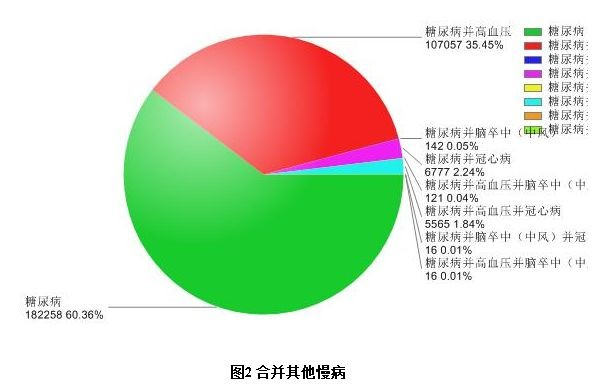 糖尿病并高血压
107057 35.45%
糖尿病
糖尿病
糖尿病
糖尿病
糖尿病
糖尿病
糖尿病
糖尿病
糖尿病并脑卒中（中风）
142 0.05%
糖尿病并冠心病
6777 2.24%
糖尿病并高血压并脑卒中（中
121 0.04%
糖尿病并高血压并冠心病
5565 1.84%
糖尿病并脑卒中（中风）并冠
16 0.01%
糖尿病并高血压并脑卒中（中
16 0.01%
糖尿病
182258 60.36%
图2 合并其他慢病